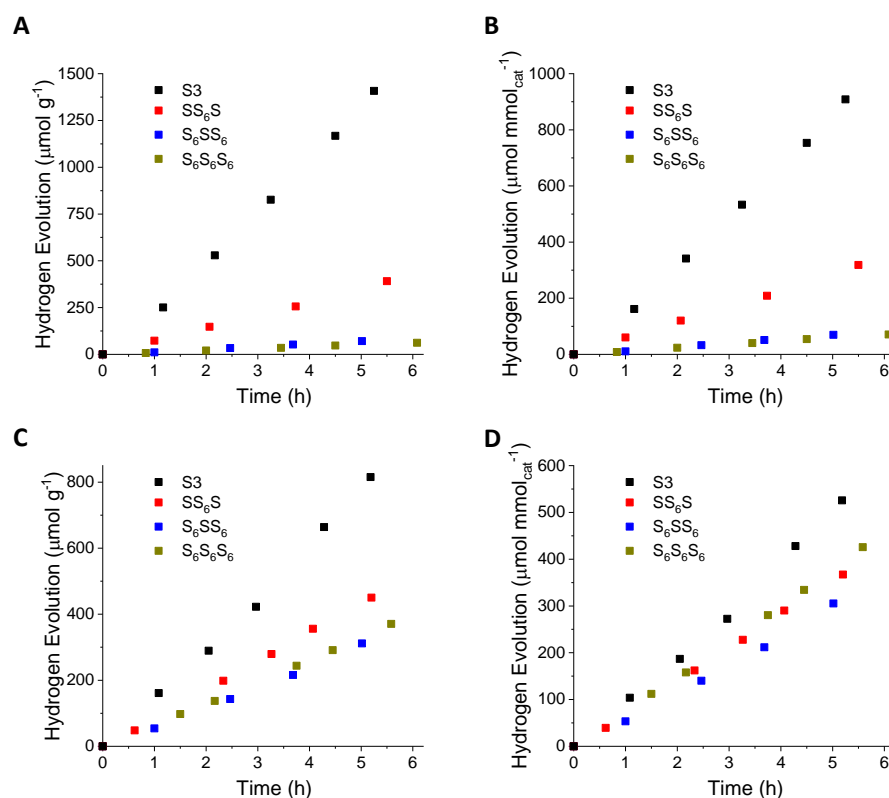 A
Hydrogen Evolution (μmol g⁻¹)
1500
1250
1000
750
500
250
0
S3
SS₆S
S₆SS₆
S₆S₆S₆
0 1 2 3 4 5 6
Time (h)
B
Hydrogen Evolution (μmol mmol_cat⁻¹)
1000
800
600
400
200
0
S3
SS₆S
S₆SS₆
S₆S₆S₆
0 1 2 3 4 5 6
Time (h)
C
Hydrogen Evolution (μmol g⁻¹)
800
600
400
200
0
S3
SS₆S
S₆SS₆
S₆S₆S₆
0 1 2 3 4 5 6
Time (h)
D
Hydrogen Evolution (μmol mmol_cat⁻¹)
600
500
400
300
200
100
0
S3
SS₆S
S₆SS₆
S₆S₆S₆
0 1 2 3 4 5 6
Time (h)